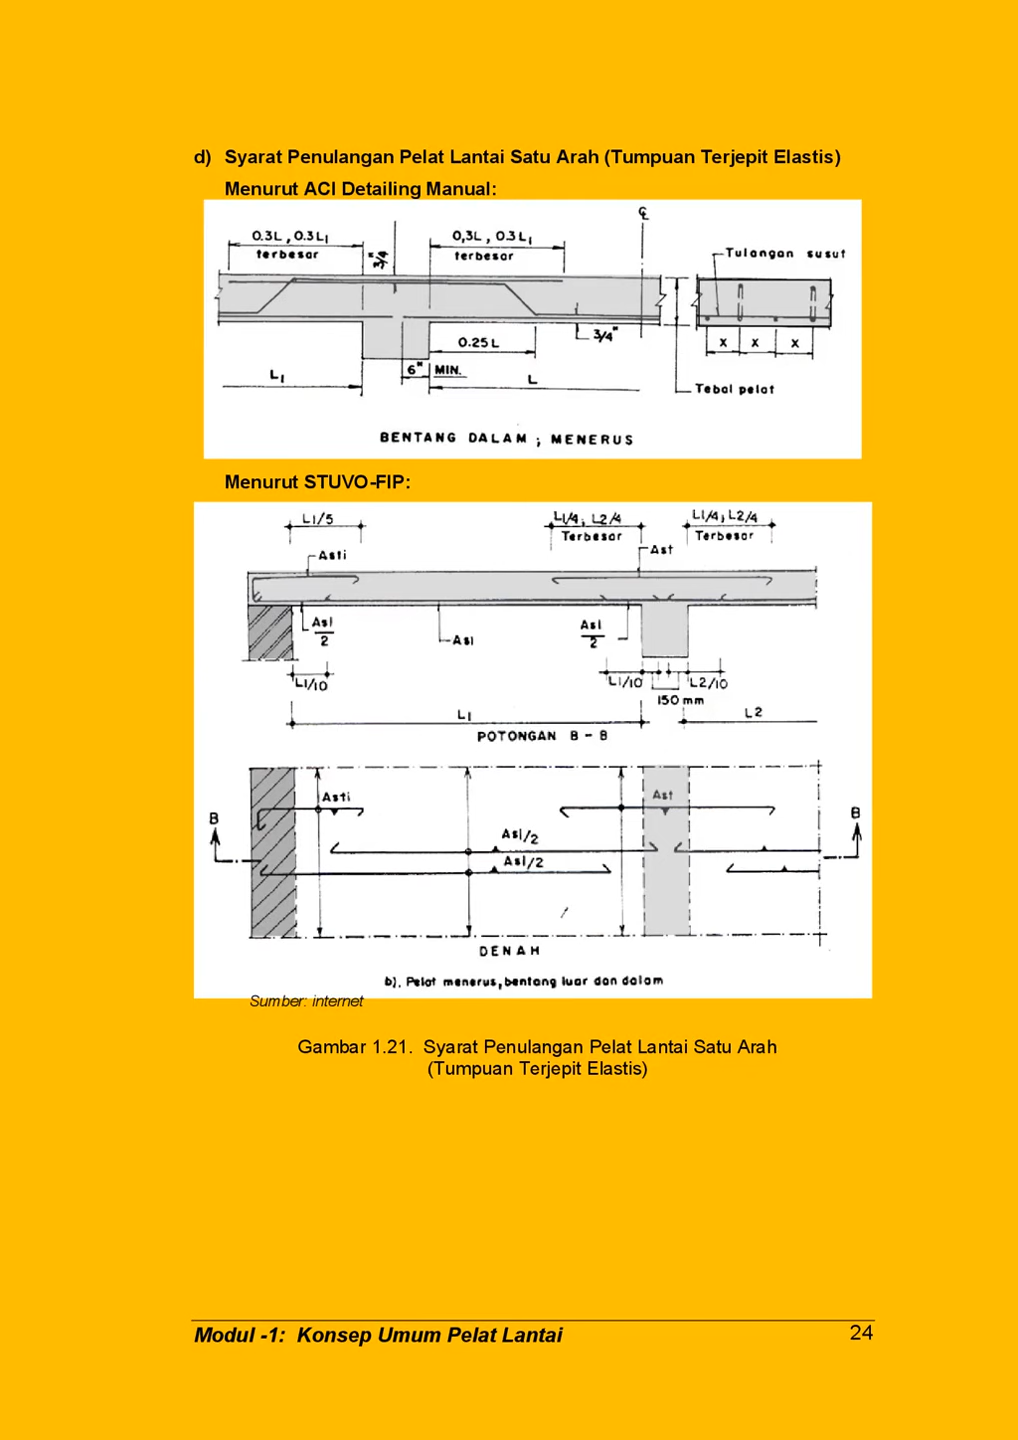 d) Syarat Penulangan Pelat Lantai Satu Arah (Tumpuan Terjepit Elastis)
Menurut ACI Detailing Manual:
℄
0.3L , 0.3L1
terbesar
3/4"
0,3L , 0.3L1
terbesar
Tulangan susut
3/4"
0.25L
x x x
6" MIN.
L1
L
Tebal pelat
BENTANG DALAM ; MENERUS
Menurut STUVO-FIP:
L1/5
L1/4, L2/4
Terbesar
L1/4, L2/4
Terbesar
Asti
Ast
Asl/2
Asl
Asl/2
L1/10
L1/10
L2/10
150 mm
L1
L2
POTONGAN B - B
Asti
Ast
B
B
Asl/2
Asl/2
DENAH
b). Pelat menerus, bentang luar dan dalam
Sumber: internet
Gambar 1.21. Syarat Penulangan Pelat Lantai Satu Arah
(Tumpuan Terjepit Elastis)
Modul -1: Konsep Umum Pelat Lantai
24